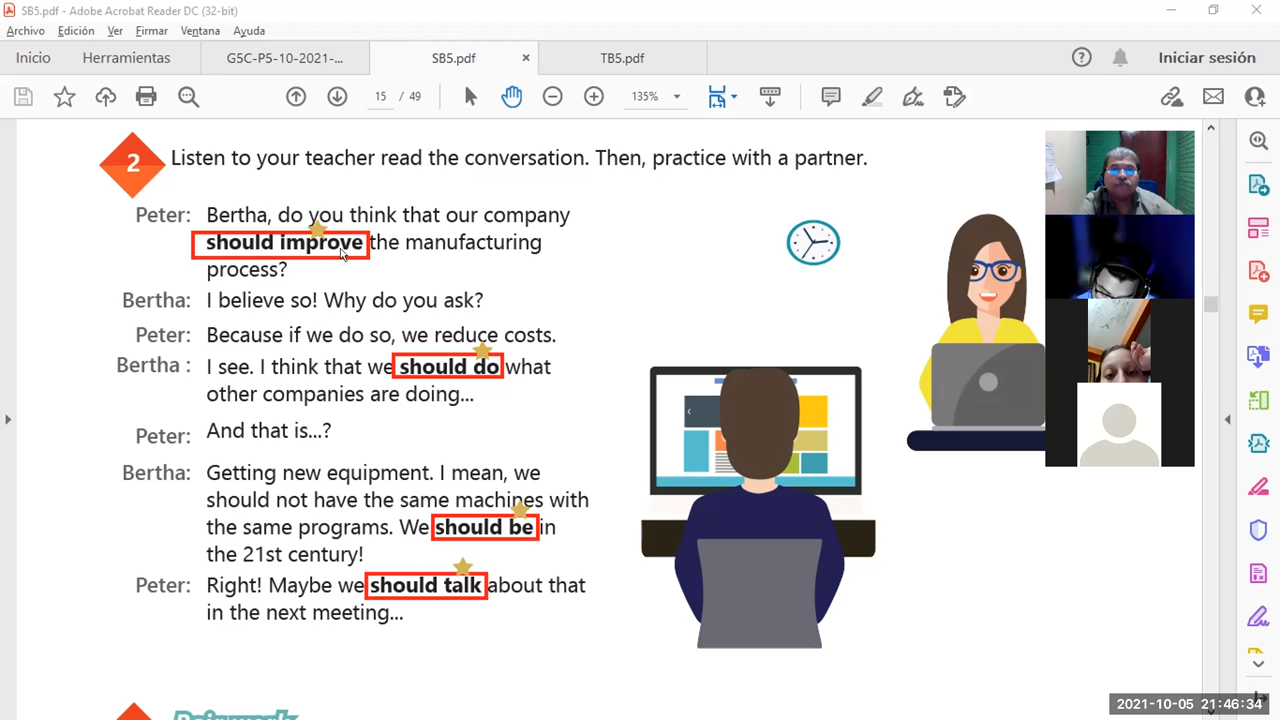 SB5.pdf - Adobe Acrobat Reader DC (32-bit)
Archivo Edición Ver Firmar Ventana Ayuda
Inicio Herramientas G5C-P5-10-2021-... SB5.pdf × TB5.pdf Iniciar sesión
15 / 49 135%
2 Listen to your teacher read the conversation. Then, practice with a partner.
Peter: Bertha, do you think that our company
should improve the manufacturing
process?
Bertha: I believe so! Why do you ask?
Peter: Because if we do so, we reduce costs.
Bertha : I see. I think that we should do what
other companies are doing...
Peter: And that is...?
Bertha: Getting new equipment. I mean, we
should not have the same machines with
the same programs. We should be in
the 21st century!
Peter: Right! Maybe we should talk about that
in the next meeting...
Pairwork
2021-10-05 21:46:34